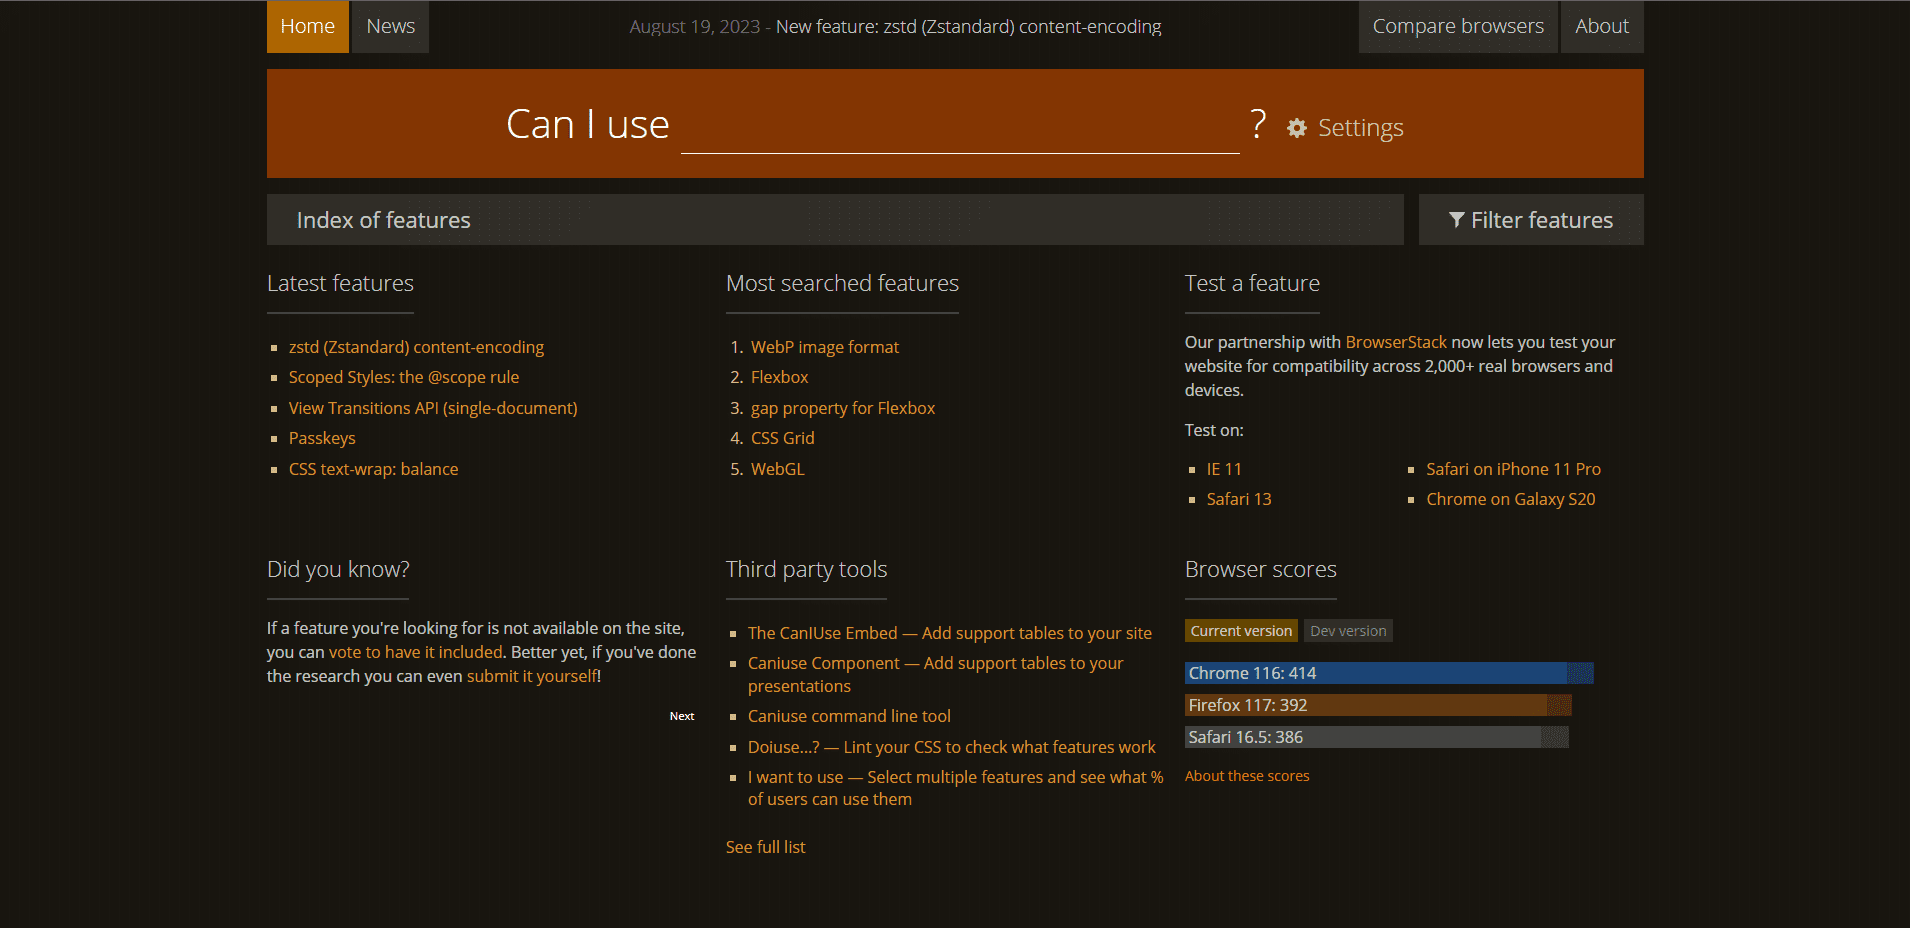 Home
News
August 19, 2023 - New feature: zstd (Zstandard) content-encoding
Compare browsers
About
Can I use
?
Settings
Index of features
Filter features
Latest features
zstd (Zstandard) content-encoding
Scoped Styles: the @scope rule
View Transitions API (single-document)
Passkeys
CSS text-wrap: balance
Most searched features
1. WebP image format
2. Flexbox
3. gap property for Flexbox
4. CSS Grid
5. WebGL
Test a feature
Our partnership with BrowserStack now lets you test your
website for compatibility across 2,000+ real browsers and
devices.
Test on:
IE 11
Safari 13
Safari on iPhone 11 Pro
Chrome on Galaxy S20
Did you know?
If a feature you're looking for is not available on the site,
you can vote to have it included. Better yet, if you've done
the research you can even submit it yourself!
Next
Third party tools
The CanIUse Embed — Add support tables to your site
Caniuse Component — Add support tables to your
presentations
Caniuse command line tool
Doiuse...? — Lint your CSS to check what features work
I want to use — Select multiple features and see what %
of users can use them
See full list
Browser scores
Current version
Dev version
Chrome 116: 414
Firefox 117: 392
Safari 16.5: 386
About these scores